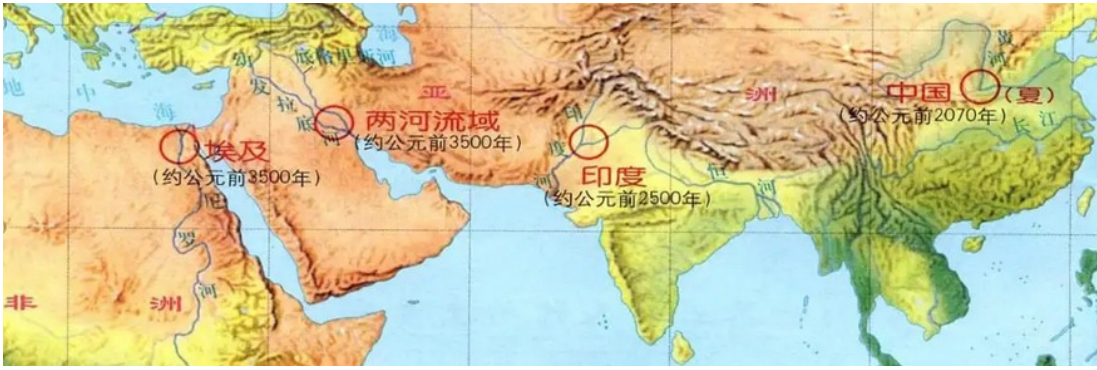 地中海
幼发拉底河
底格里斯河
海
亚洲
黄河
中国（夏）
（约公元前2070年）
长江
两河流域
（约公元前3500年）
埃及
（约公元前3500年）
尼罗河
印度河
印度
（约公元前2500年）
恒河
非洲